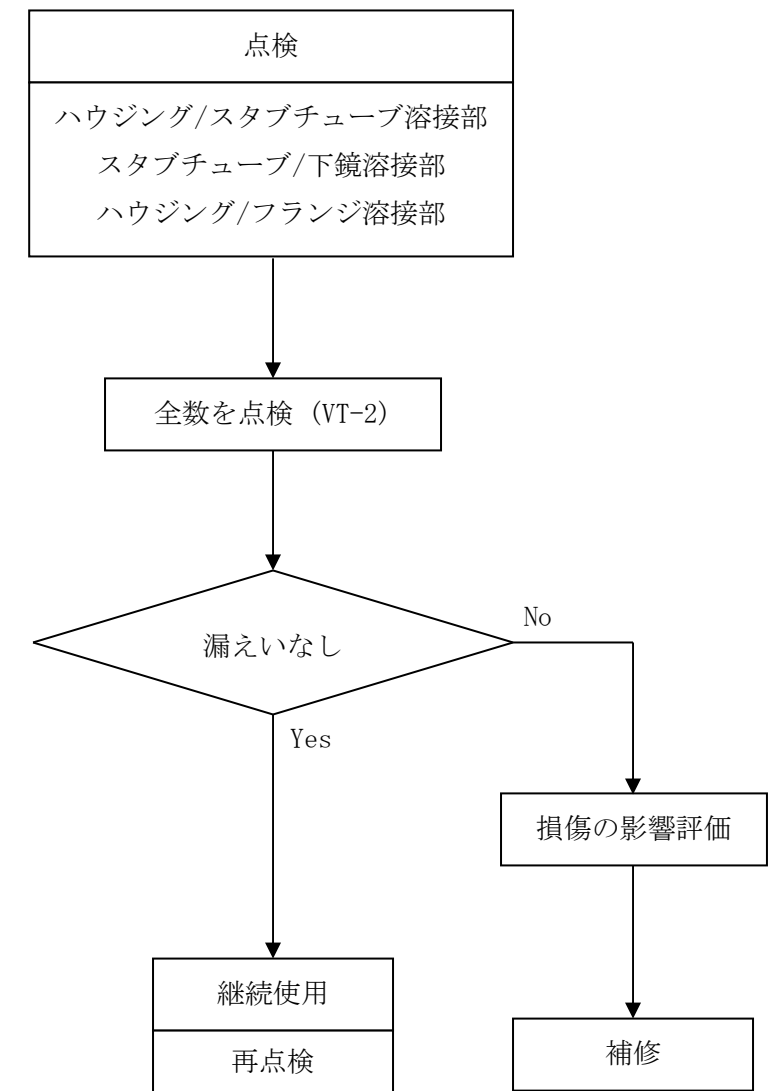 点検
ハウジング/スタブチューブ溶接部
スタブチューブ/下鏡溶接部
ハウジング/フランジ溶接部
全数を点検 (VT-2)
漏えいなし
No
Yes
損傷の影響評価
継続使用
再点検
補修